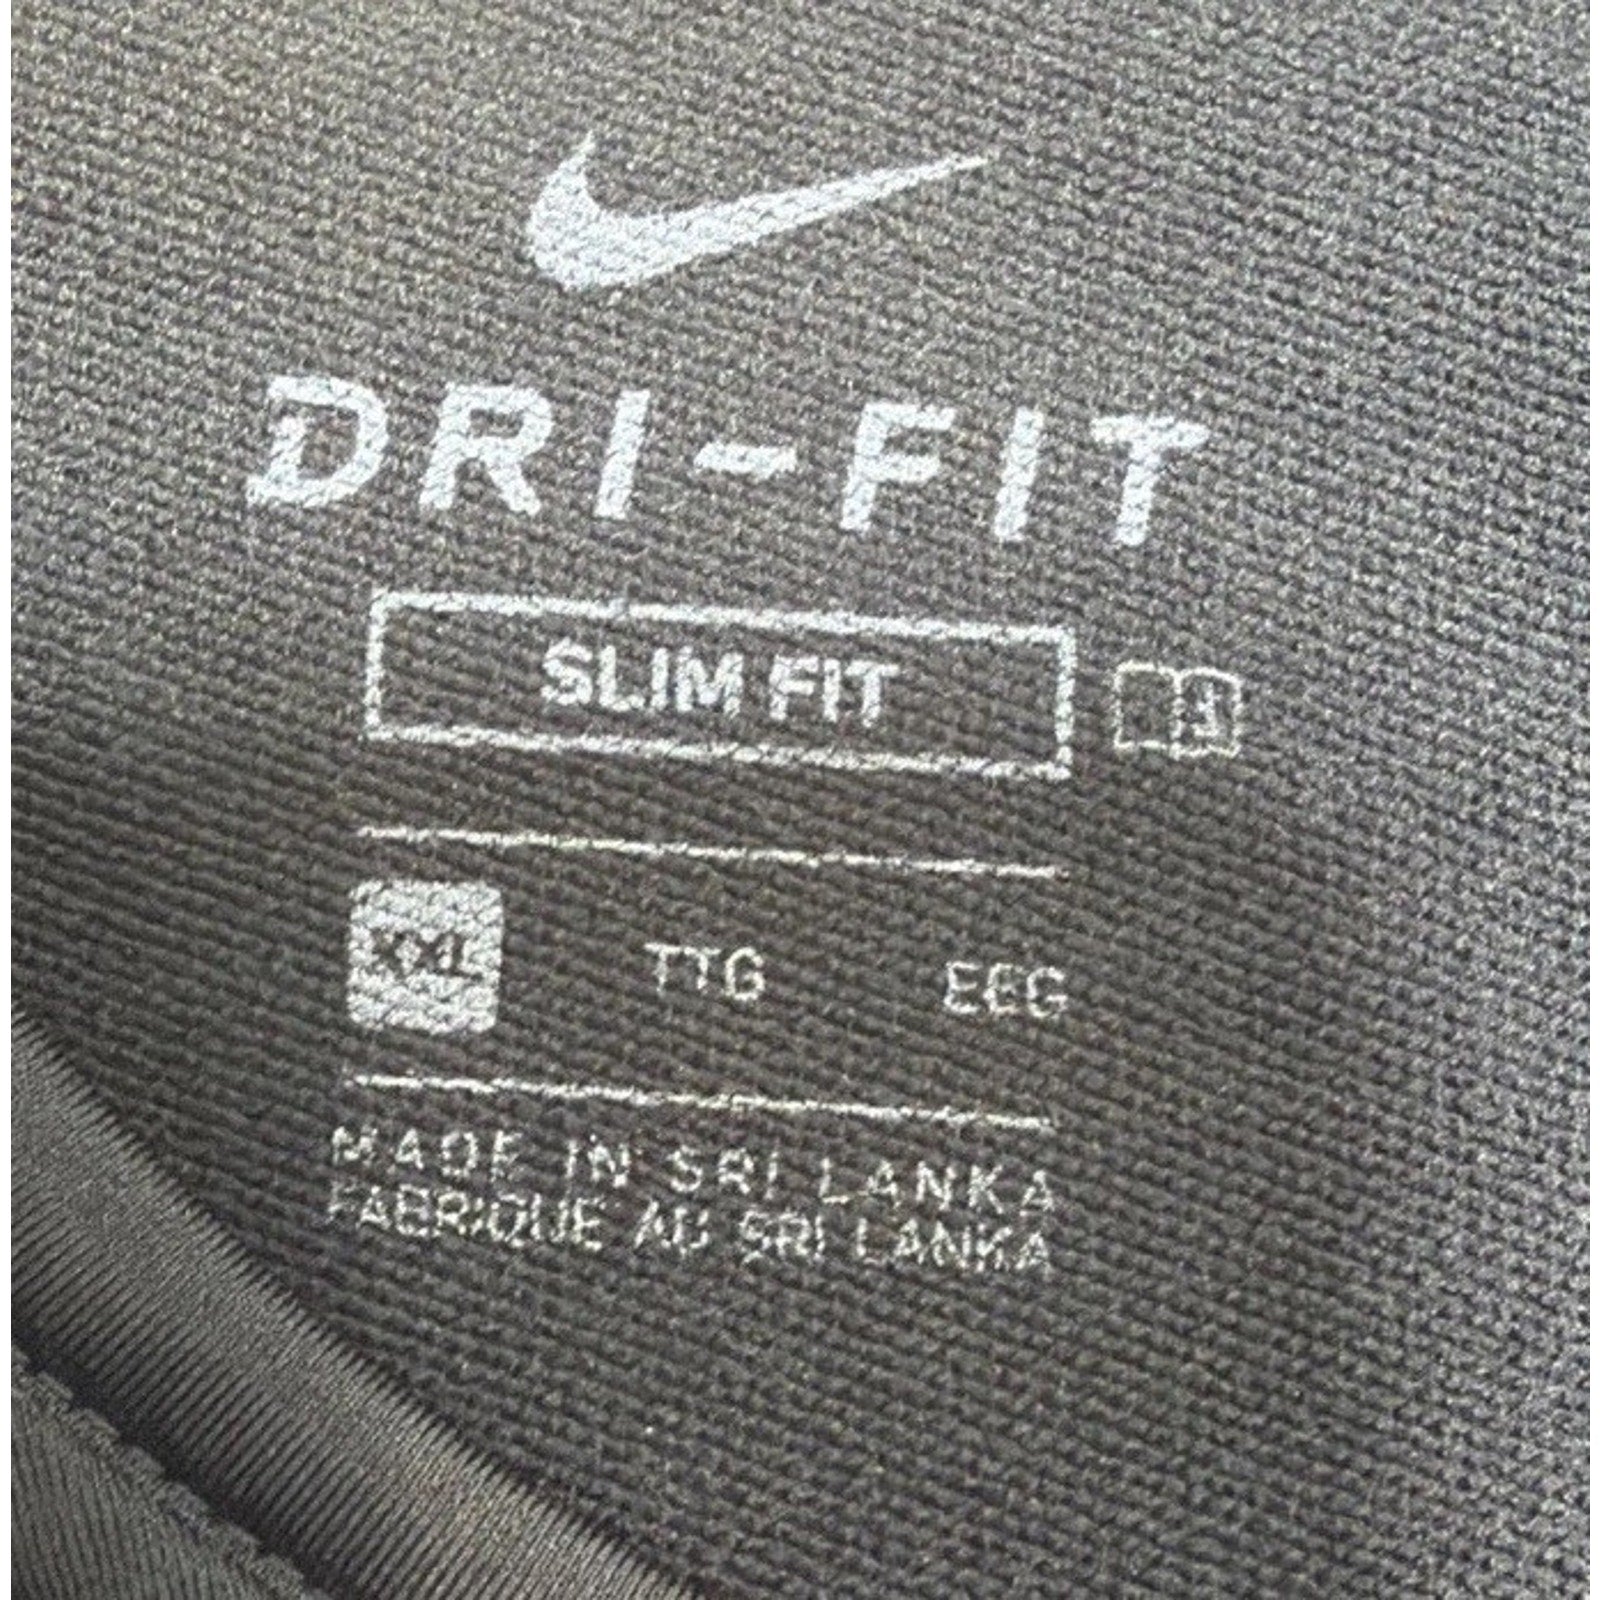 DRI-FIT
SLIM FIT
XXL TTG EEG
MADE IN SRI LANKA
FABRIQUE AU SRI LANKA